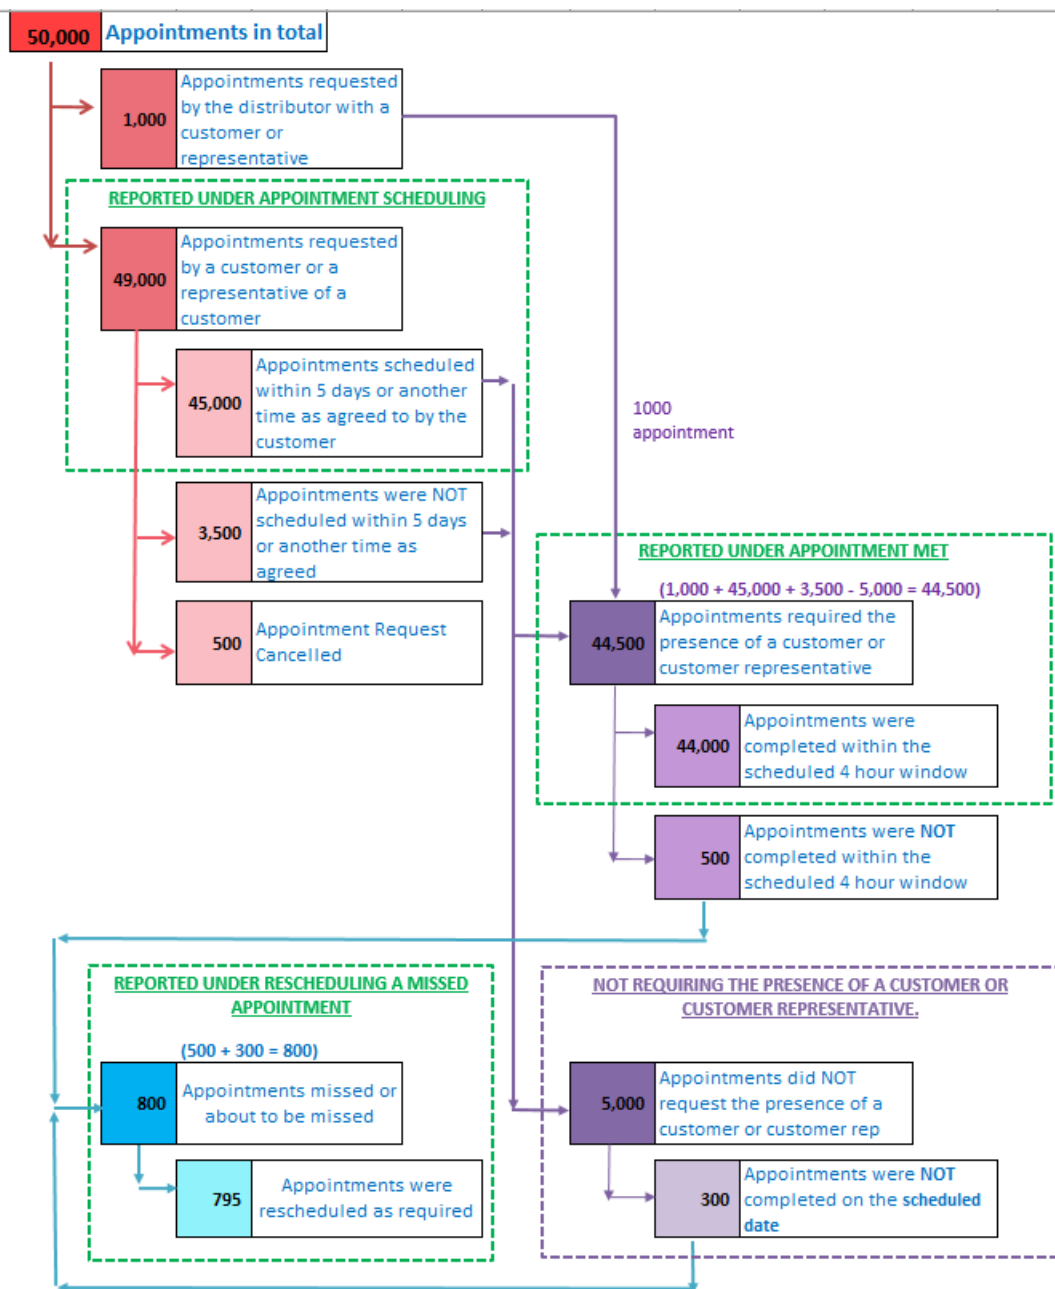 50,000 Appointments in total
1,000
Appointments requested
by the distributor with a
customer or
representative
REPORTED UNDER APPOINTMENT SCHEDULING
49,000
Appointments requested
by a customer or a
representative of a
customer
45,000
Appointments scheduled
within 5 days or another
time as agreed to by the
customer
1000
appointment
3,500
Appointments were NOT
scheduled within 5 days
or another time as
agreed
500
Appointment Request
Cancelled
REPORTED UNDER APPOINTMENT MET
(1,000 + 45,000 + 3,500 - 5,000 = 44,500)
44,500
Appointments required the
presence of a customer or
customer representative
44,000
Appointments were
completed within the
scheduled 4 hour window
500
Appointments were NOT
completed within the
scheduled 4 hour window
REPORTED UNDER RESCHEDULING A MISSED
APPOINTMENT
(500 + 300 = 800)
800
Appointments missed or
about to be missed
795
Appointments were
rescheduled as required
NOT REQUIRING THE PRESENCE OF A CUSTOMER OR
CUSTOMER REPRESENTATIVE.
5,000
Appointments did NOT
request the presence of a
customer or customer rep
300
Appointments were NOT
completed on the scheduled
date